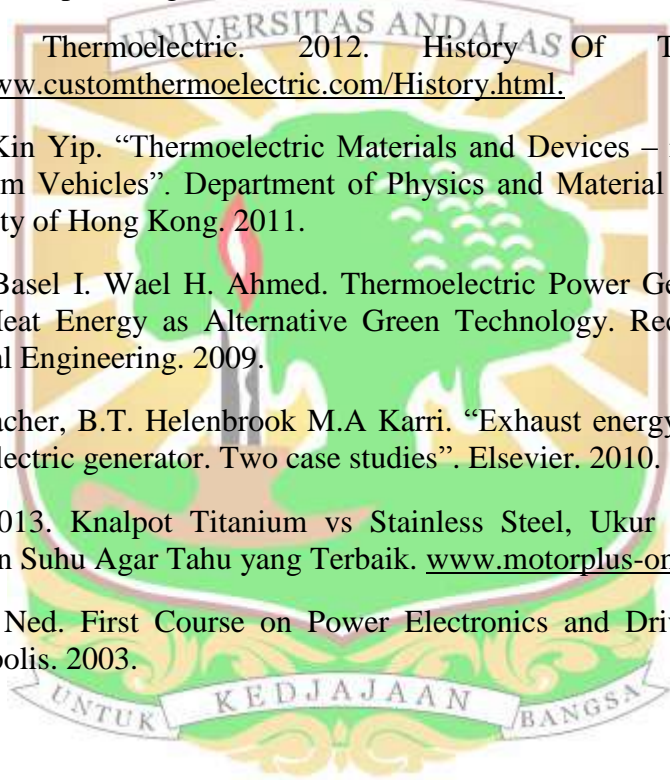 UNIVERSITAS ANDALAS
Thermoelectric. 2012. History Of T
ww.customthermoelectric.com/History.html.
Kin Yip. “Thermoelectric Materials and Devices –
m Vehicles”. Department of Physics and Material
ty of Hong Kong. 2011.
Basel I. Wael H. Ahmed. Thermoelectric Power Ge
Heat Energy as Alternative Green Technology. Rec
al Engineering. 2009.
acher, B.T. Helenbrook M.A Karri. “Exhaust energy
lectric generator. Two case studies”. Elsevier. 2010.
013. Knalpot Titanium vs Stainless Steel, Ukur
n Suhu Agar Tahu yang Terbaik. www.motorplus-on
Ned. First Course on Power Electronics and Dri
polis. 2003.
UNTUK KEDJAJAAN BANGSA